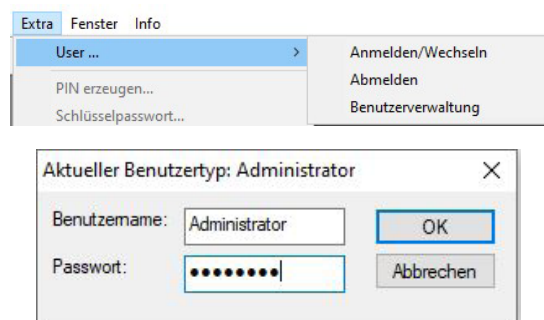 Extra Fenster Info
User ... > Anmelden/Wechseln
Abmelden
PIN erzeugen...
Benutzerverwaltung
Schlüsselpasswort...
Aktueller Benutzertyp: Administrator
Benutzername: Administrator OK
Passwort: ●●●●●●●● Abbrechen